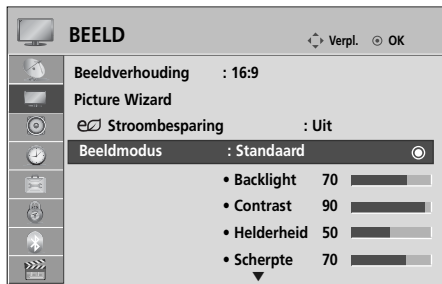 BEELD
Verpl. OK
Beeldverhouding : 16:9
Picture Wizard
e Stroombesparing : Uit
Beeldmodus : Standaard
• Backlight 70
• Contrast 90
• Helderheid 50
• Scherpte 70